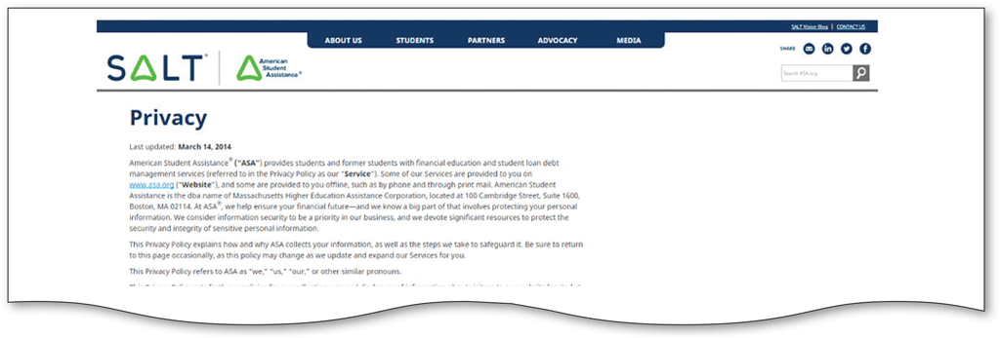 SALT Vision Blog | CONTACT US
ABOUT US STUDENTS PARTNERS ADVOCACY MEDIA
SHARE
SALT® American
Student
Assistance®
Search ASA.org
Privacy
Last updated: March 14, 2014
American Student Assistance® ("ASA") provides students and former students with financial education and student loan debt
management services (referred to in the Privacy Policy as our "Service"). Some of our Services are provided to you on
www.asa.org ("Website"), and some are provided to you offline, such as by phone and through print mail. American Student
Assistance is the dba name of Massachusetts Higher Education Assistance Corporation, located at 100 Cambridge Street, Suite 1600,
Boston, MA 02114. At ASA®, we help ensure your financial future—and we know a big part of that involves protecting your personal
information. We consider information security to be a priority in our business, and we devote significant resources to protect the
security and integrity of sensitive personal information.
This Privacy Policy explains how and why ASA collects your information, as well as the steps we take to safeguard it. Be sure to return
to this page occasionally, as this policy may change as we update and expand our Services for you.
This Privacy Policy refers to ASA as "we," "us," "our," or other similar pronouns.